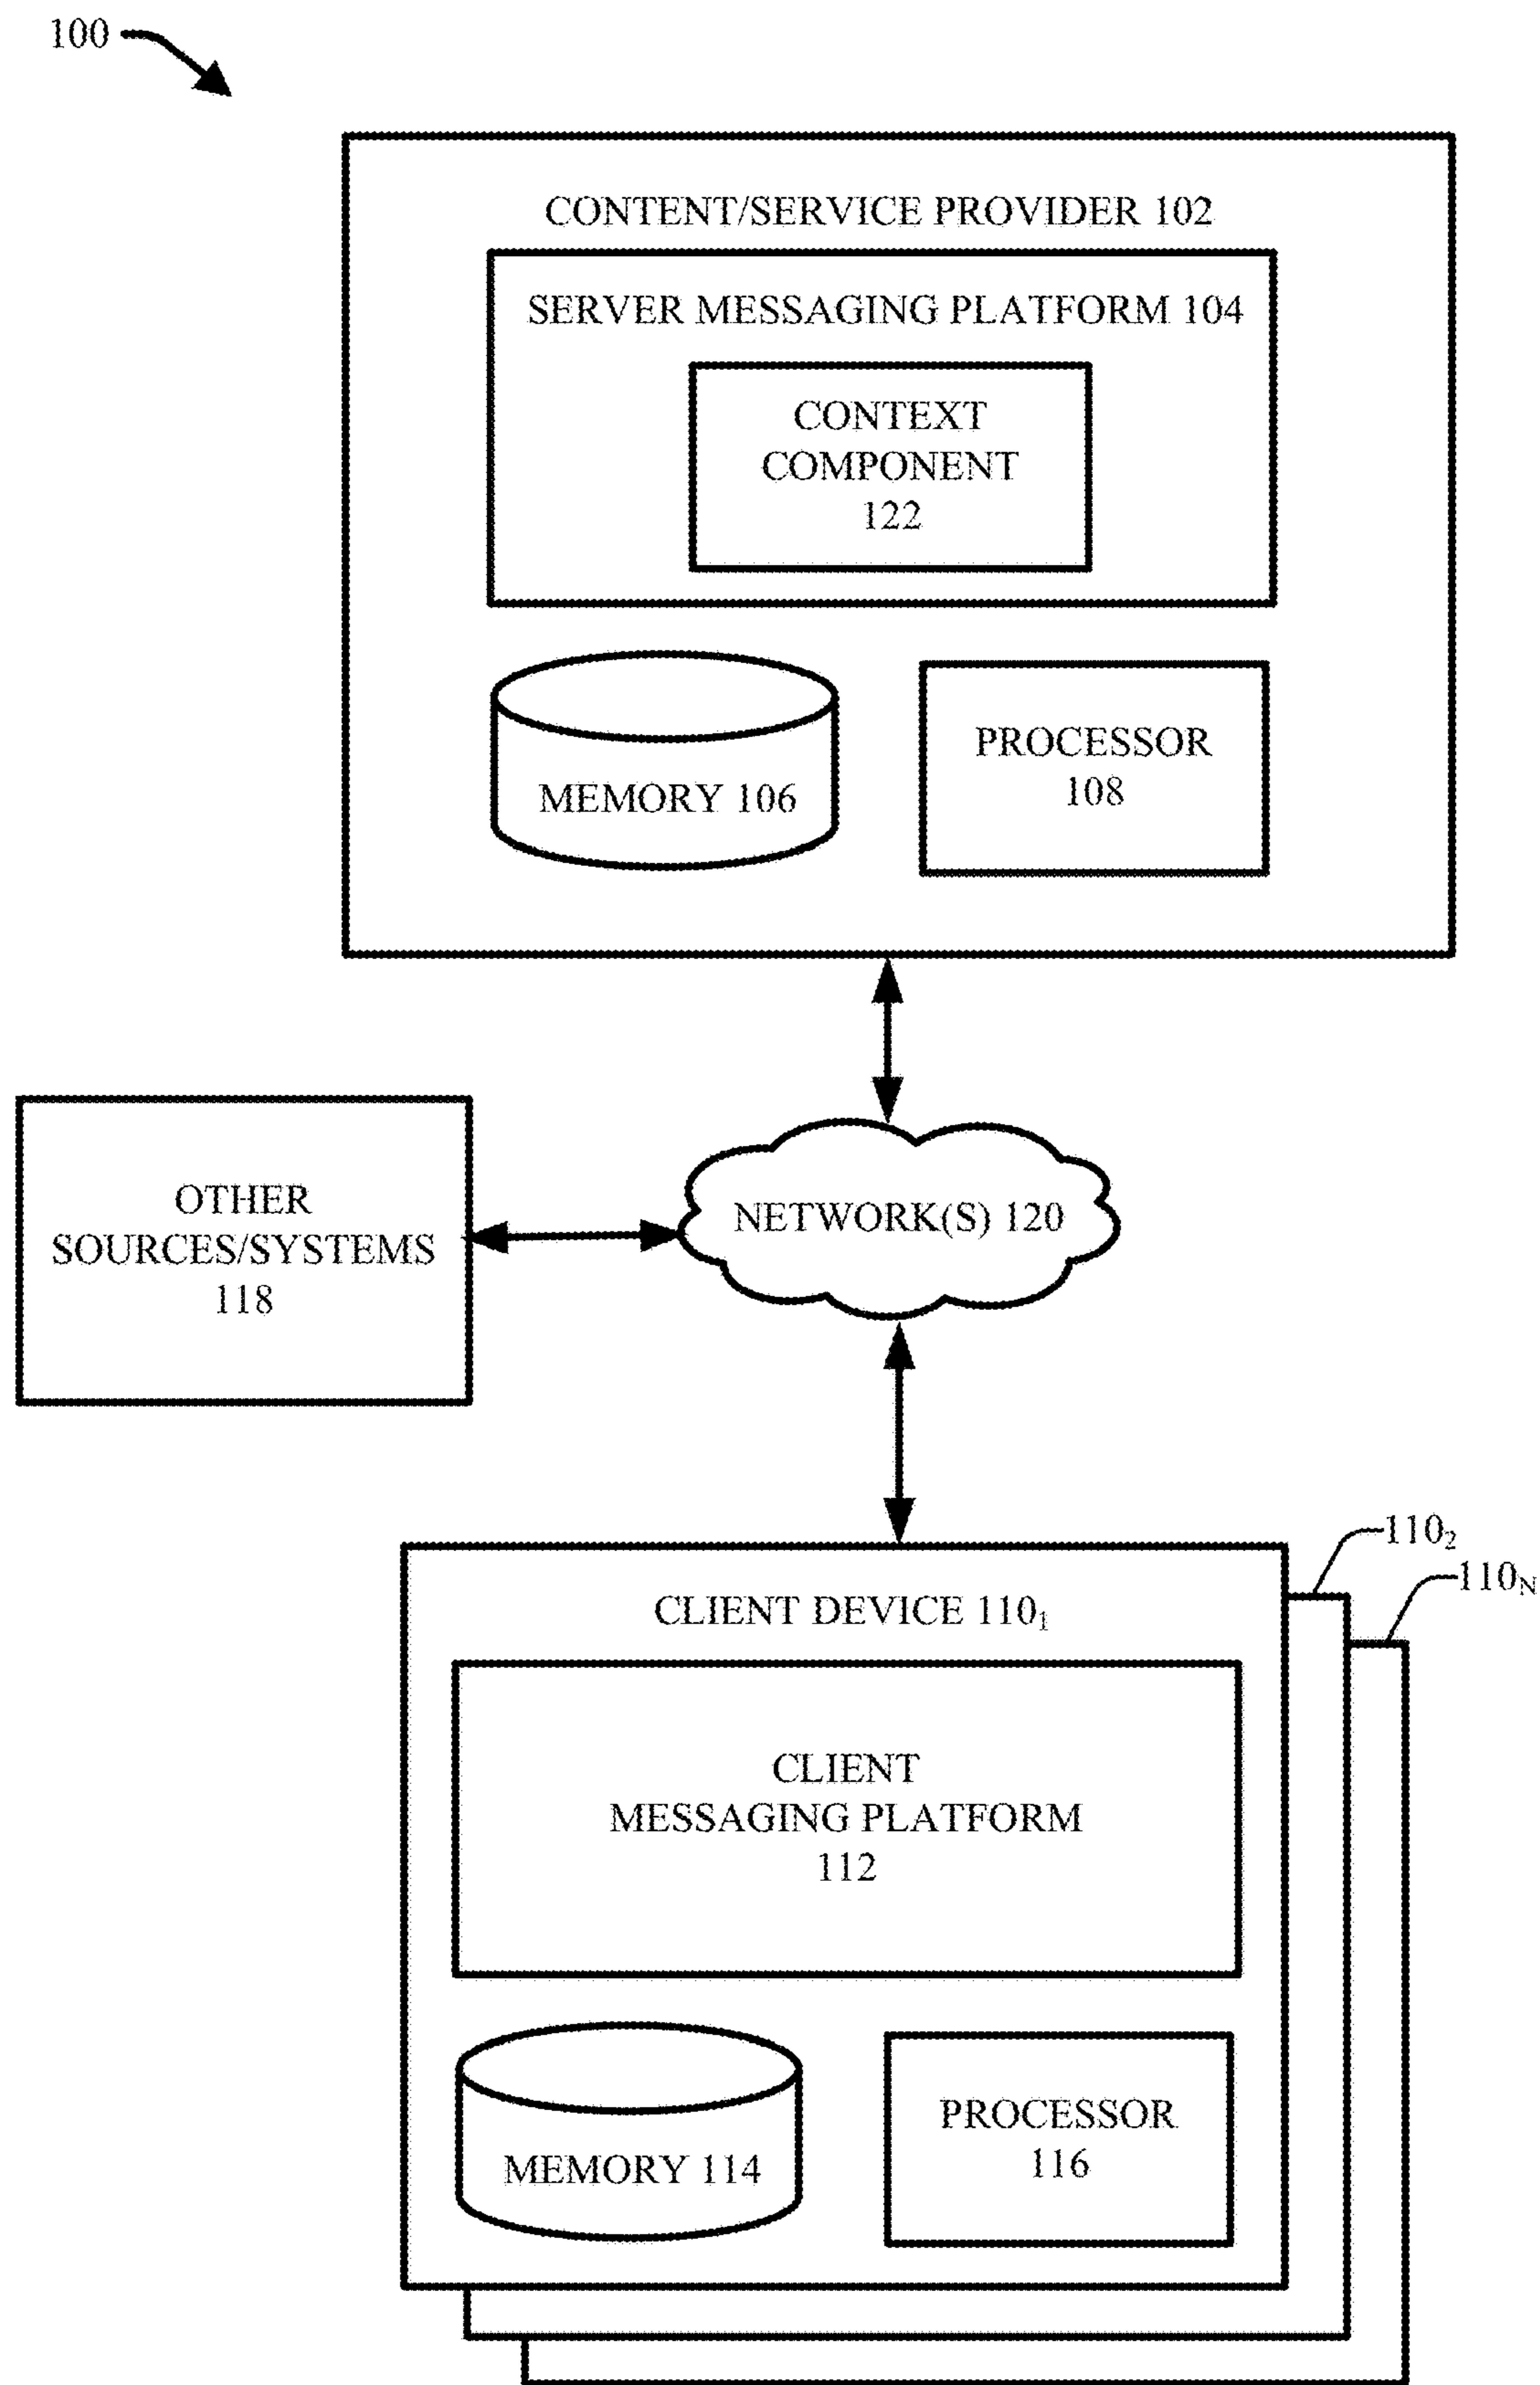 100
CONTENT/SERVICE PROVIDER 102
SERVER MESSAGING PLATFORM 104
CONTEXT
COMPONENT
122
MEMORY 106
PROCESSOR
108
OTHER
SOURCES/SYSTEMS
118
NETWORK(S) 120
110₂
110ₙ
CLIENT DEVICE 110₁
CLIENT
MESSAGING PLATFORM
112
MEMORY 114
PROCESSOR
116